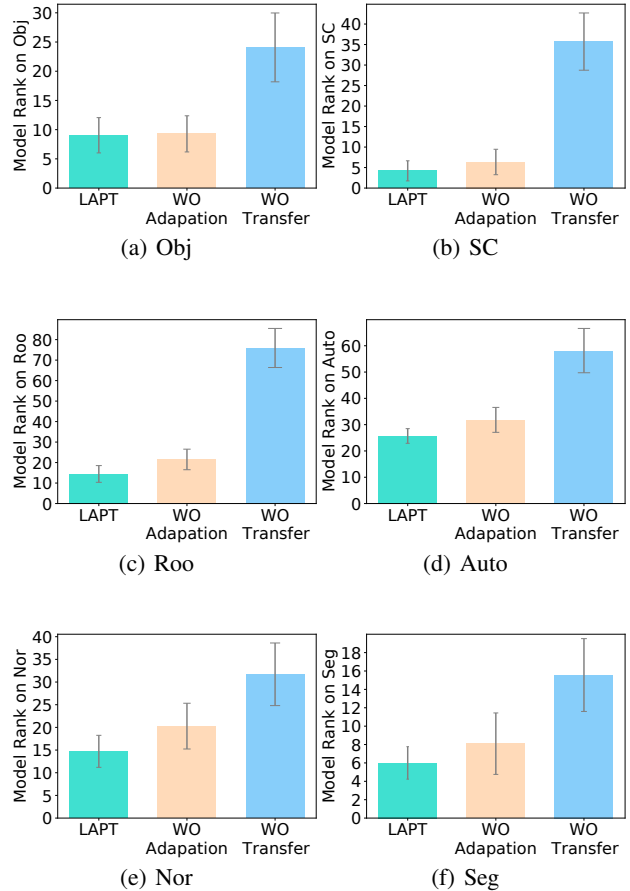 Model Rank on Obj
30
25
20
15
10
5
0
LAPT
WO
Adapation
WO
Transfer
(a) Obj
Model Rank on SC
40
35
30
25
20
15
10
5
0
LAPT
WO
Adapation
WO
Transfer
(b) SC
Model Rank on Roo
80
70
60
50
40
30
20
10
0
LAPT
WO
Adapation
WO
Transfer
(c) Roo
Model Rank on Auto
60
50
40
30
20
10
0
LAPT
WO
Adapation
WO
Transfer
(d) Auto
Model Rank on Nor
40
35
30
25
20
15
10
5
0
LAPT
WO
Adapation
WO
Transfer
(e) Nor
Model Rank on Seg
18
16
14
12
10
8
6
4
2
0
LAPT
WO
Adapation
WO
Transfer
(f) Seg